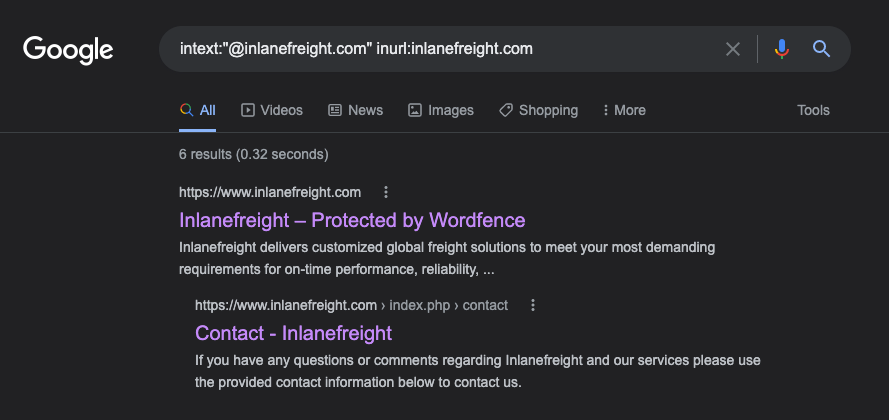 Google
intext:"@inlanefreight.com" inurl:inlanefreight.com
All Videos News Images Shopping More Tools
6 results (0.32 seconds)
https://www.inlanefreight.com
Inlanefreight – Protected by Wordfence
Inlanefreight delivers customized global freight solutions to meet your most demanding
requirements for on-time performance, reliability, ...
https://www.inlanefreight.com › index.php › contact
Contact - Inlanefreight
If you have any questions or comments regarding Inlanefreight and our services please use
the provided contact information below to contact us.